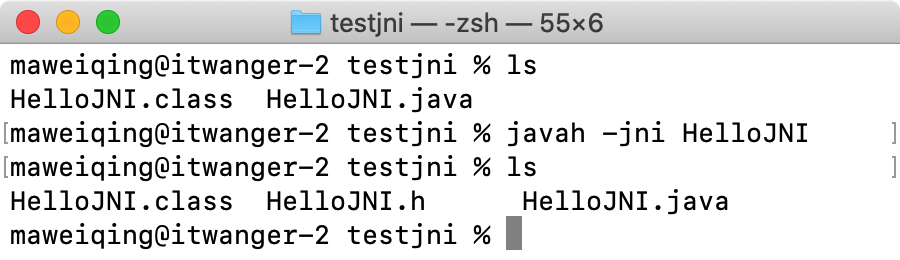 testjni — -zsh — 55×6
maweiqing@itwanger-2 testjni % ls
HelloJNI.class  HelloJNI.java
[maweiqing@itwanger-2 testjni % javah -jni HelloJNI     ]
[maweiqing@itwanger-2 testjni % ls                      ]
HelloJNI.class  HelloJNI.h      HelloJNI.java
maweiqing@itwanger-2 testjni %